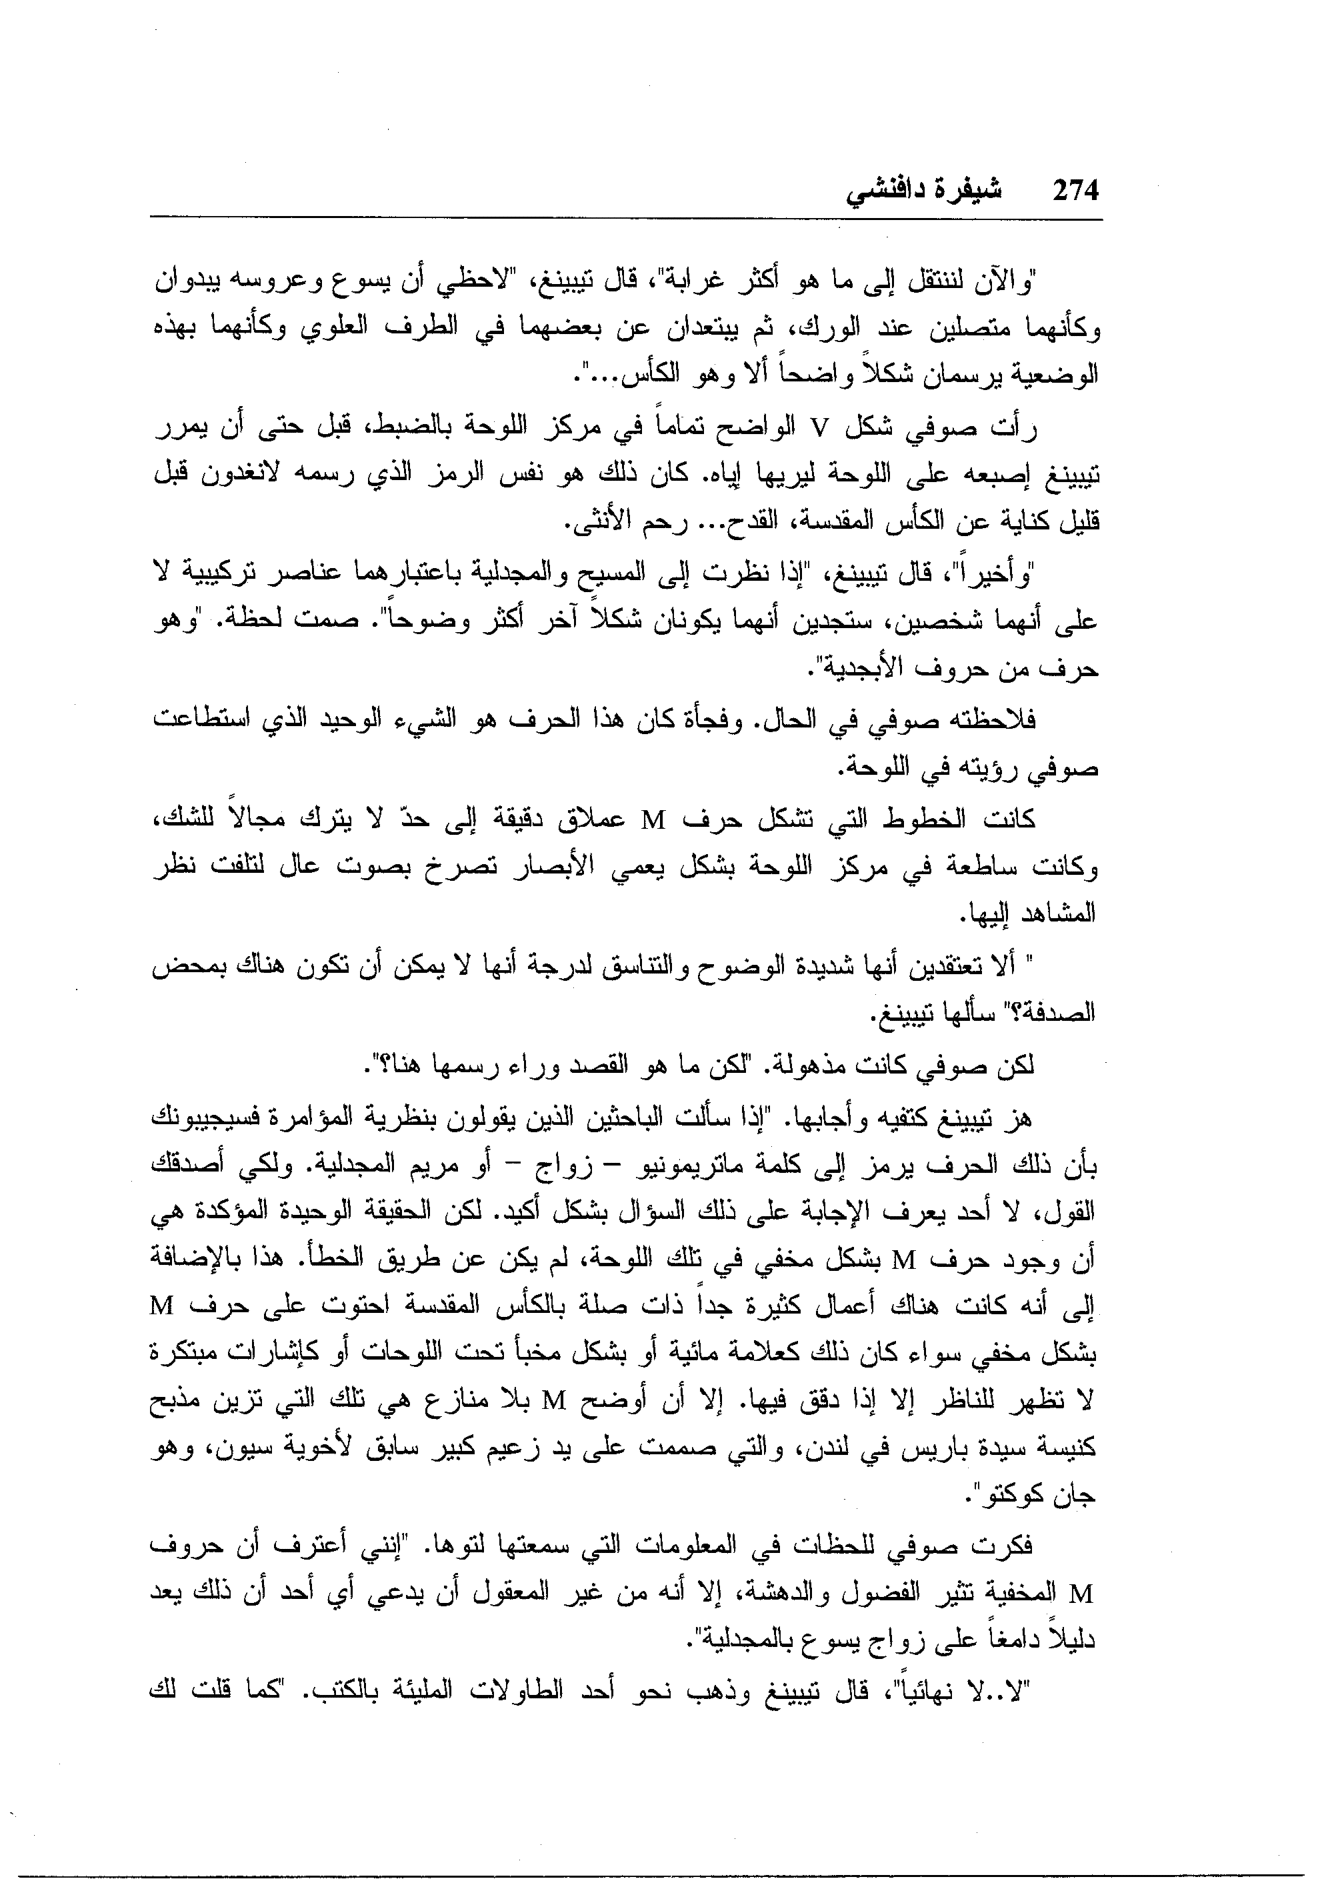 274 شيفرة دافنشي
"والآن لننتقل إلى ما هو أكثر غرابة"، قال تيبينغ، "لاحظي أن يسوع وعروسه يبدوان
وكأنهما متصلين عند الورك، ثم يبتعدان عن بعضهما في الطرف العلوي وكأنهما بهذه
الوضعية يرسمان شكلاً واضحاً ألا وهو الكأس...".
رأت صوفي شكل V الواضح تماماً في مركز اللوحة بالضبط، قبل حتى أن يمرر
تيبينغ إصبعه على اللوحة ليريها إياه. كان ذلك هو نفس الرمز الذي رسمه لانغدون قبل
قليل كناية عن الكأس المقدسة، القدح... رحم الأنثى.
"وأخيراً"، قال تيبينغ، "إذا نظرت إلى المسيح والمجدلية باعتبارهما عناصر تركيبية لا
على أنهما شخصين، ستجدين أنهما يكونان شكلاً آخر أكثر وضوحاً". صمت لحظة. "وهو
حرف من حروف الأبجدية".
فلاحظته صوفي في الحال. وفجأة كان هذا الحرف هو الشيء الوحيد الذي استطاعت
صوفي رؤيته في اللوحة.
كانت الخطوط التي تشكل حرف M عملاق دقيقة إلى حدّ لا يترك مجالاً للشك،
وكانت ساطعة في مركز اللوحة بشكل يعمي الأبصار تصرخ بصوت عال لتلفت نظر
المشاهد إليها.
" ألا تعتقدين أنها شديدة الوضوح والتناسق لدرجة أنها لا يمكن أن تكون هناك بمحض
الصدفة؟" سألها تيبينغ.
لكن صوفي كانت مذهولة. "لكن ما هو القصد وراء رسمها هنا؟".
هز تيبينغ كتفيه وأجابها. "إذا سألت الباحثين الذين يقولون بنظرية المؤامرة فسيجيبونك
بأن ذلك الحرف يرمز إلى كلمة ماتريمونيو – زواج – أو مريم المجدلية. ولكي أصدقك
القول، لا أحد يعرف الإجابة على ذلك السؤال بشكل أكيد. لكن الحقيقة الوحيدة المؤكدة هي
أن وجود حرف M بشكل مخفي في تلك اللوحة، لم يكن عن طريق الخطأ. هذا بالإضافة
إلى أنه كانت هناك أعمال كثيرة جداً ذات صلة بالكأس المقدسة احتوت على حرف M
بشكل مخفي سواء كان ذلك كعلامة مائية أو بشكل مخبأ تحت اللوحات أو كإشارات مبتكرة
لا تظهر للناظر إلا إذا دقق فيها. إلا أن أوضح M بلا منازع هي تلك التي تزين مذبح
كنيسة سيدة باريس في لندن، والتي صممت على يد زعيم كبير سابق لأخوية سيون، وهو
جان كوكتو".
فكرت صوفي للحظات في المعلومات التي سمعتها لتوها. "إنني أعترف أن حروف
M المخفية تثير الفضول والدهشة، إلا أنه من غير المعقول أن يدعي أي أحد أن ذلك يعد
دليلاً دامغاً على زواج يسوع بالمجدلية".
"لا..لا نهائياً"، قال تيبينغ وذهب نحو أحد الطاولات المليئة بالكتب. "كما قلت لك